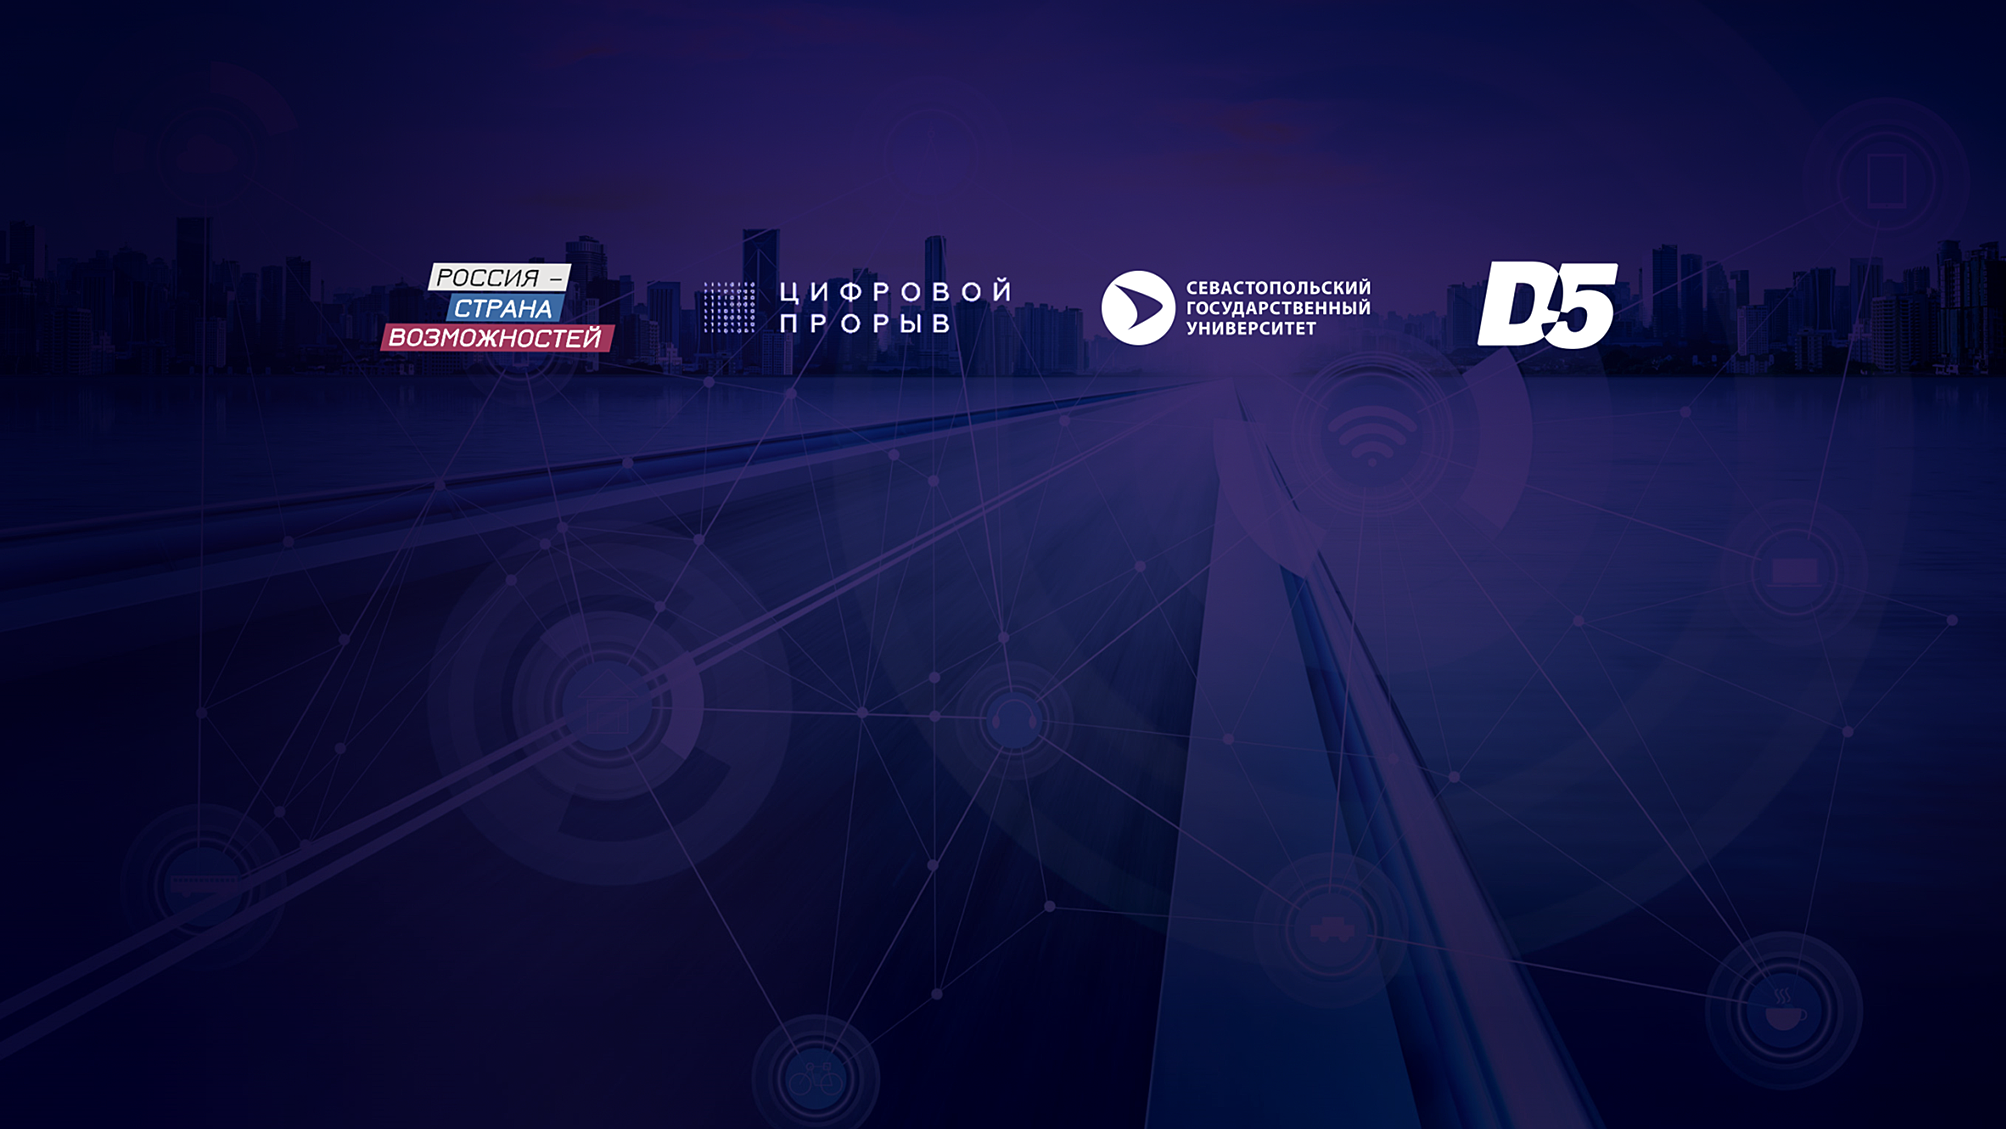 РОССИЯ –
СТРАНА
ВОЗМОЖНОСТЕЙ
ЦИФРОВОЙ
ПРОРЫВ
СЕВАСТОПОЛЬСКИЙ
ГОСУДАРСТВЕННЫЙ
УНИВЕРСИТЕТ
D5